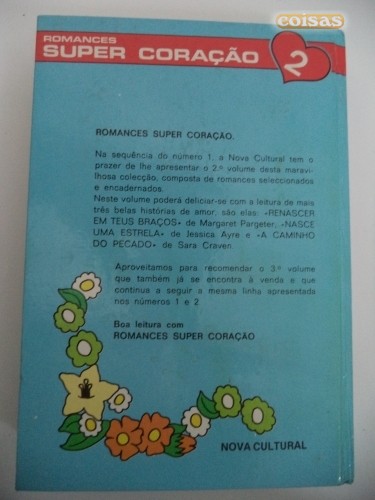 coisas
ROMANCES
SUPER CORAÇÃO
2
ROMANCES SUPER CORAÇÃO.
Na sequência do número 1, a Nova Cultural tem o
prazer de lhe apresentar o 2.º volume desta maravi-
lhosa colecção, composta de romances seleccionados
e encadernados.
Neste volume poderá deliciar-se com a leitura de mais
três belas histórias de amor, são elas: «RENASCER
EM TEUS BRAÇOS» de Margaret Pargeter, «NASCE
UMA ESTRELA» de Jessica Ayre e «A CAMINHO
DO PECADO» de Sara Craven.
Aproveitamos para recomendar o 3.º volume
que também já se encontra à venda e que
continua a seguir a mesma linha apresentada
nos números 1 e 2
Boa leitura com
ROMANCES SUPER CORAÇÃO
NOVA CULTURAL